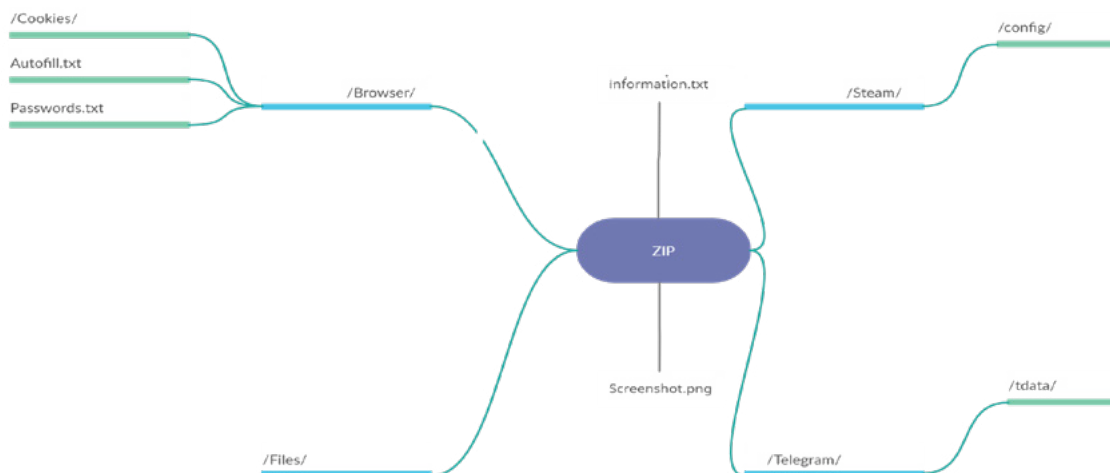 /Cookies/
Autofill.txt
Passwords.txt
/Browser/
information.txt
/Steam/
/config/
ZIP
Screenshot.png
/Files/
/Telegram/
/tdata/